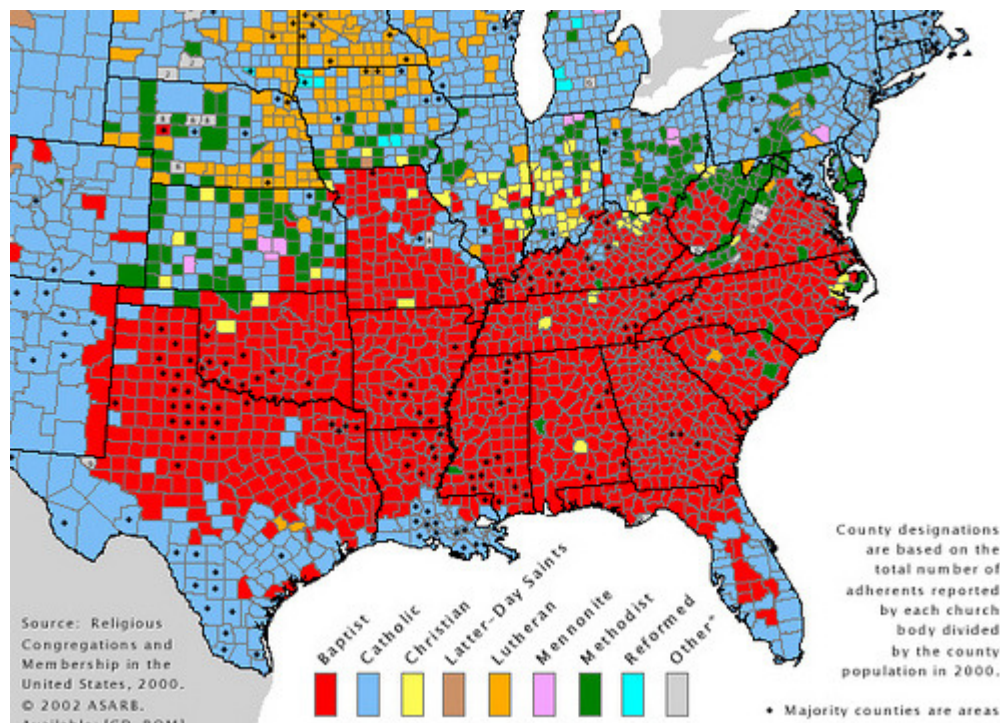 County designations
are based on the
total number of
adherents reported
by each church
body divided
by the county
population in 2000.
Source: Religious
Congregations and
Membership in the
United States, 2000.
© 2002 ASARB.
Baptist
Catholic
Christian
Latter-Day Saints
Lutheran
Mennonite
Methodist
Reformed
Other*
♦ Majority counties are areas